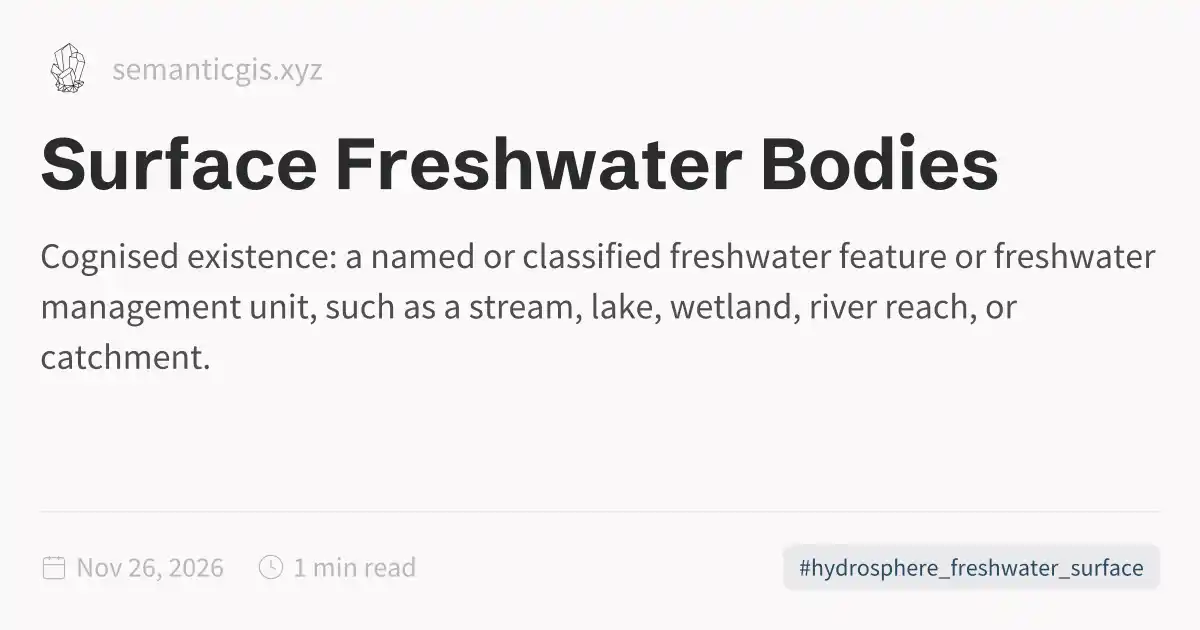 semanticgis.xyz
Surface Freshwater Bodies
Cognised existence: a named or classified freshwater feature or freshwater
management unit, such as a stream, lake, wetland, river reach, or
catchment.
Nov 26, 2026 1 min read #hydrosphere_freshwater_surface